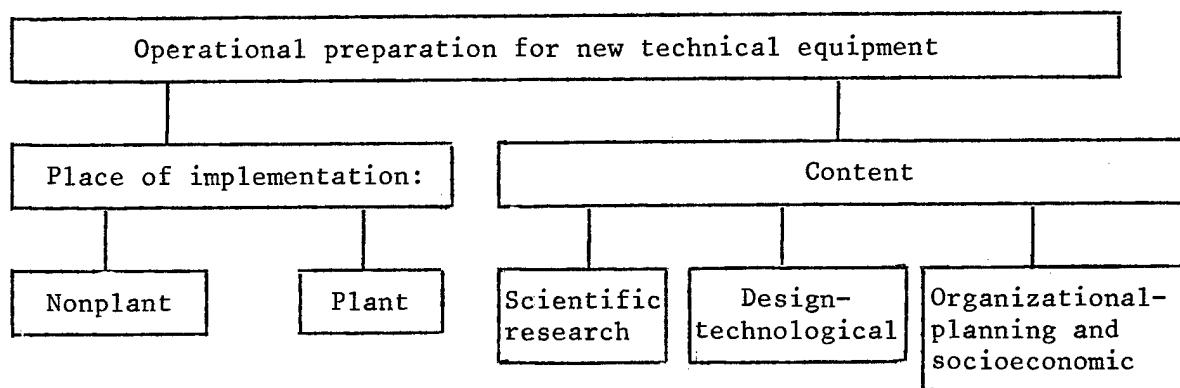 Operational preparation for new technical equipment
Place of implementation:
Content
Nonplant
Plant
Scientific
research
Design-
technological
Organizational-
planning and
socioeconomic